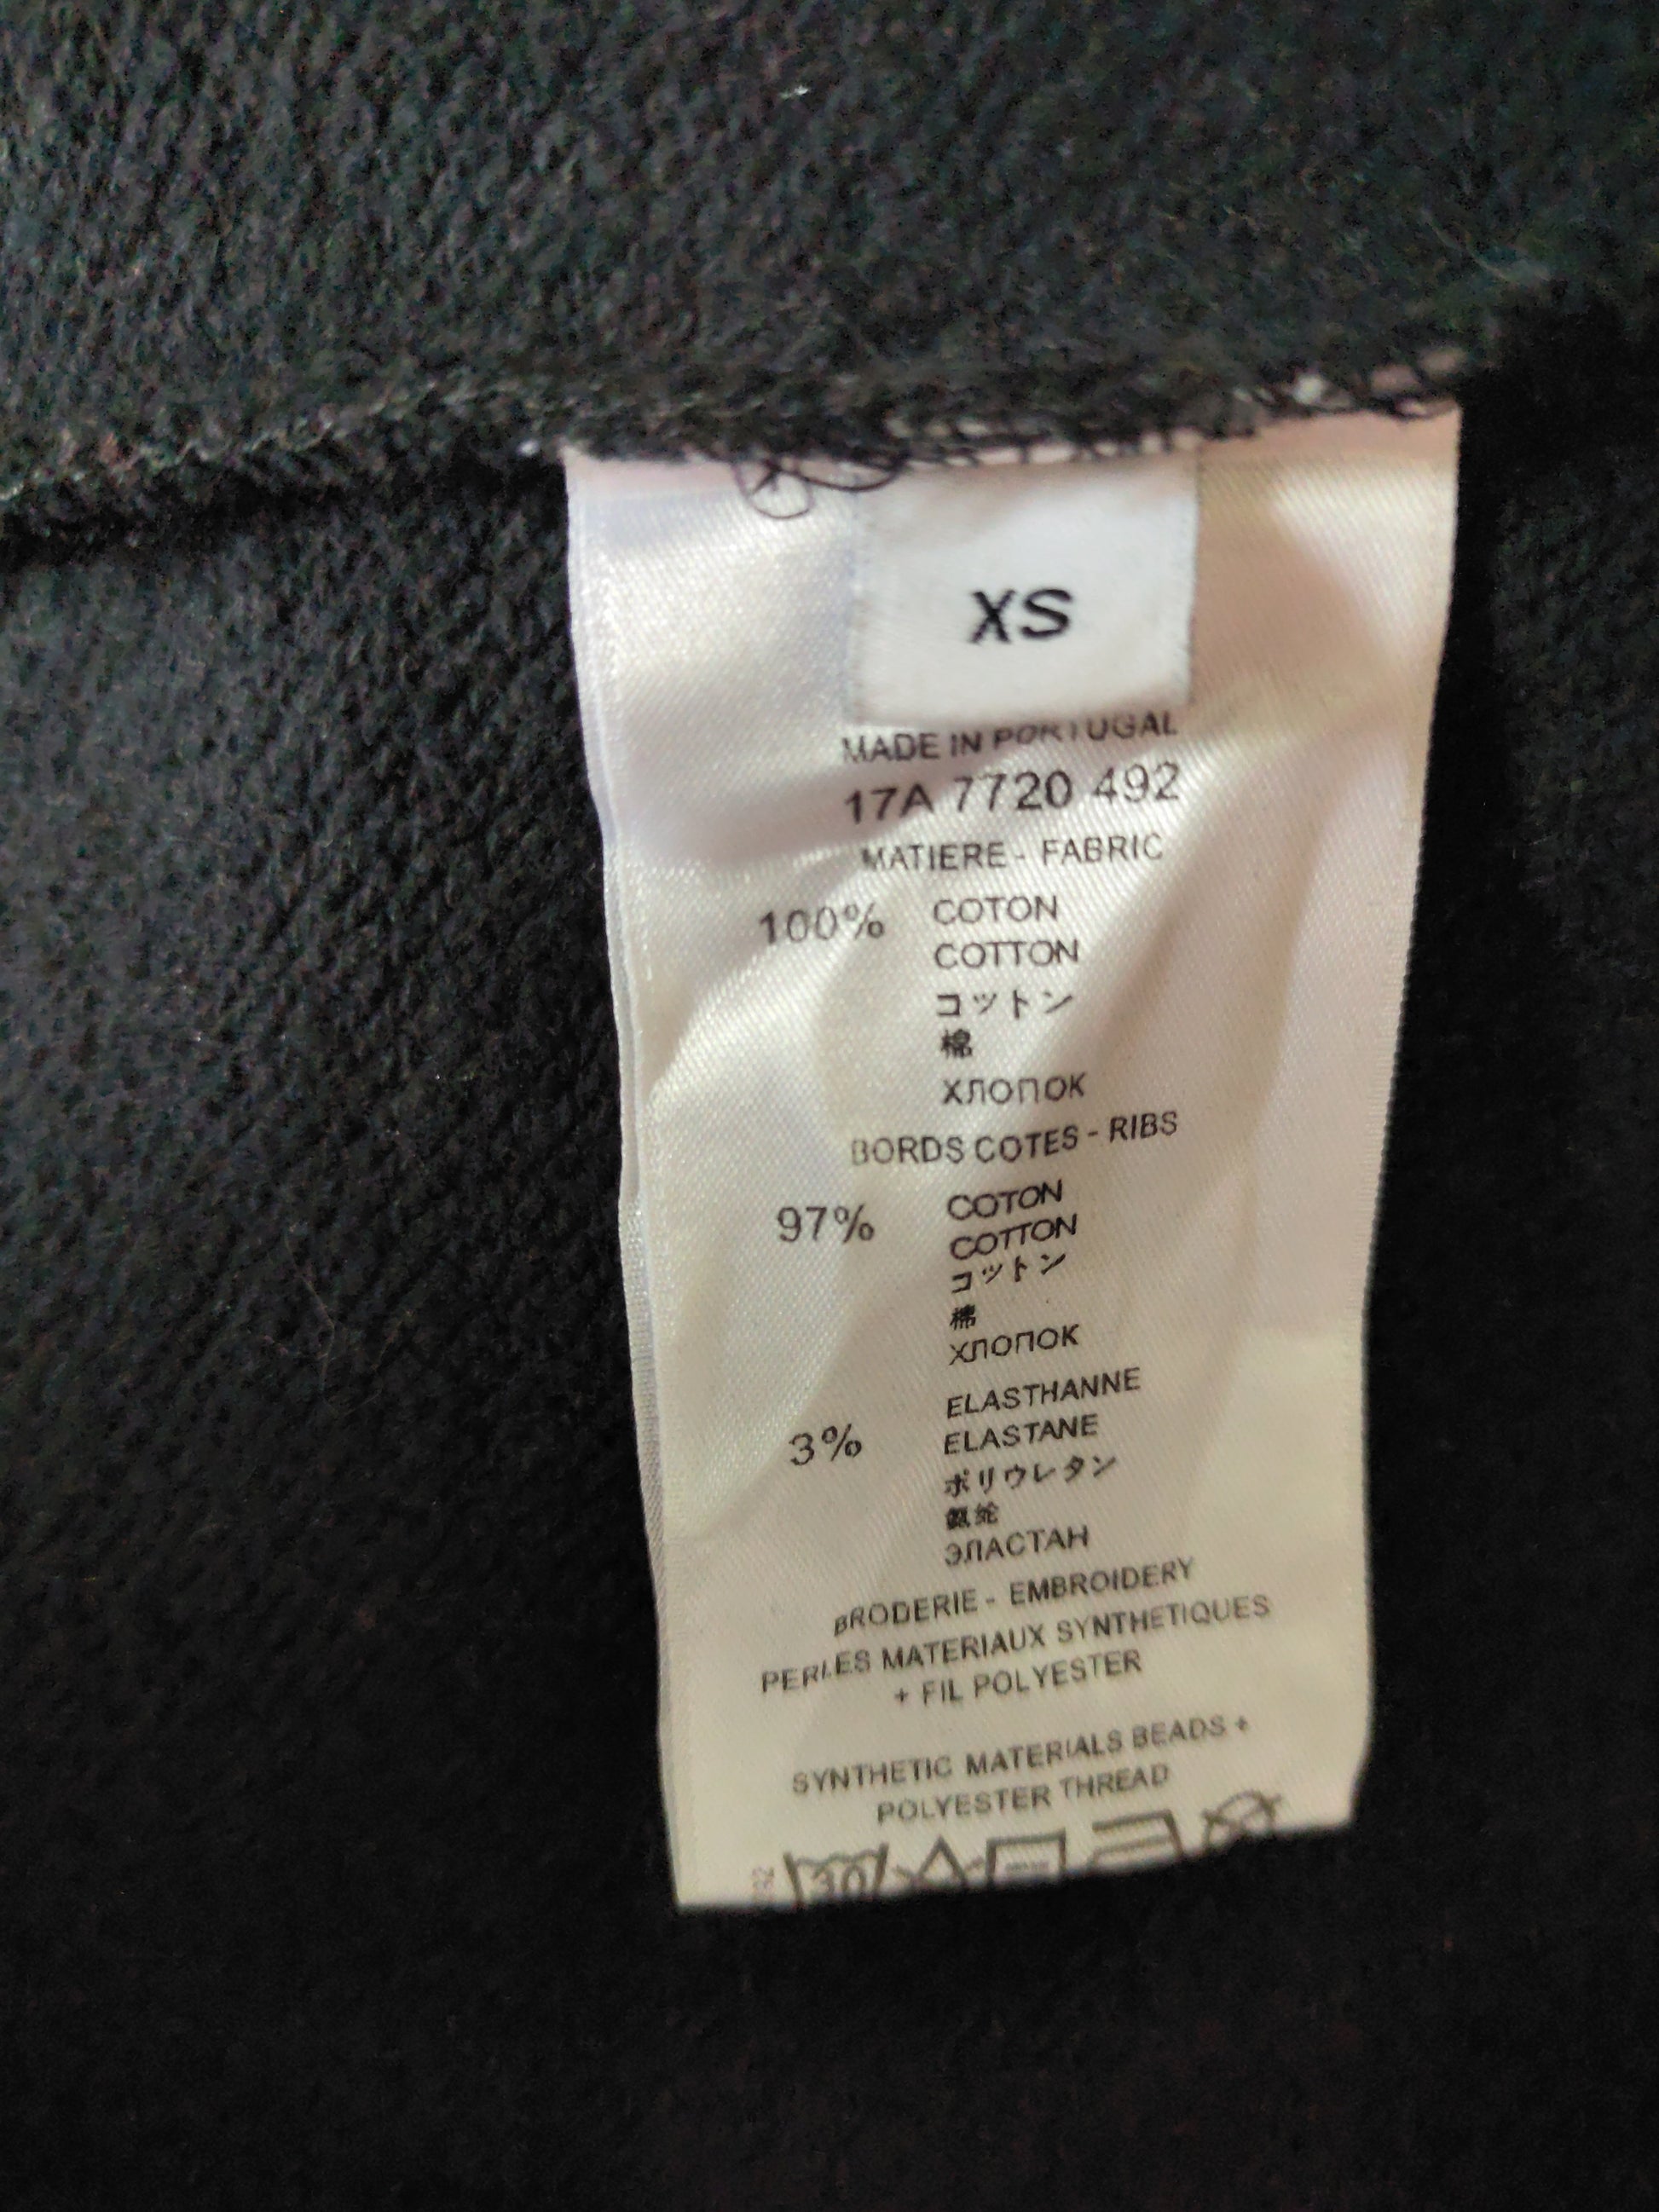 XS
MADE IN PORTUGAL
17A 7720 492
MATIERE - FABRIC
100% COTON
COTTON
コットン
棉
ХЛОПОК
BORDS COTES - RIBS
97% COTON
COTTON
コットン
棉
ХЛОПОК
3% ELASTHANNE
ELASTANE
ポリウレタン
氨纶
ЭЛАСТАН
BRODERIE - EMBROIDERY
PERLES MATERIAUX SYNTHETIQUES
+ FIL POLYESTER
SYNTHETIC MATERIALS BEADS +
POLYESTER THREAD
30